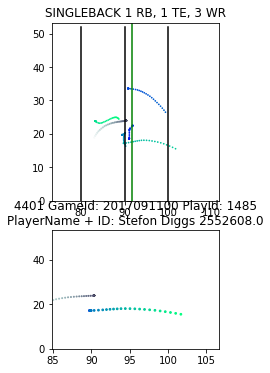 SINGLEBACK 1 RB, 1 TE, 3 WR
50
40
30
20
10
0
80 90 100 110
4401 GameId: 2017091100 PlayId: 1485
PlayerName + ID: Stefon Diggs 2552608.0
40
20
0
85 90 95 100 105